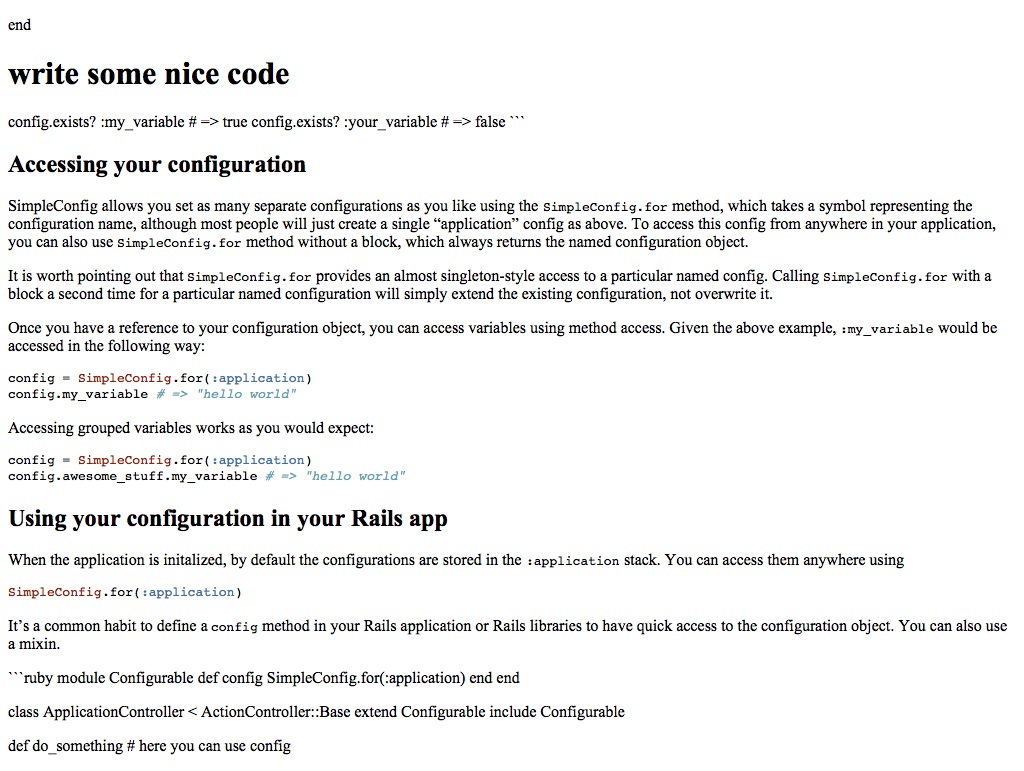 end
write some nice code
config.exists? :my_variable # => true config.exists? :your_variable # => false ```
Accessing your configuration
SimpleConfig allows you set as many separate configurations as you like using the SimpleConfig.for method, which takes a symbol representing the
configuration name, although most people will just create a single “application” config as above. To access this config from anywhere in your application,
you can also use SimpleConfig.for method without a block, which always returns the named configuration object.
It is worth pointing out that SimpleConfig.for provides an almost singleton-style access to a particular named config. Calling SimpleConfig.for with a
block a second time for a particular named configuration will simply extend the existing configuration, not overwrite it.
Once you have a reference to your configuration object, you can access variables using method access. Given the above example, :my_variable would be
accessed in the following way:
config = SimpleConfig.for(:application)
config.my_variable # => "hello world"
Accessing grouped variables works as you would expect:
config = SimpleConfig.for(:application)
config.awesome_stuff.my_variable # => "hello world"
Using your configuration in your Rails app
When the application is initalized, by default the configurations are stored in the :application stack. You can access them anywhere using
SimpleConfig.for(:application)
It’s a common habit to define a config method in your Rails application or Rails libraries to have quick access to the configuration object. You can also use
a mixin.
```ruby module Configurable def config SimpleConfig.for(:application) end end
class ApplicationController < ActionController::Base extend Configurable include Configurable
def do_something # here you can use config